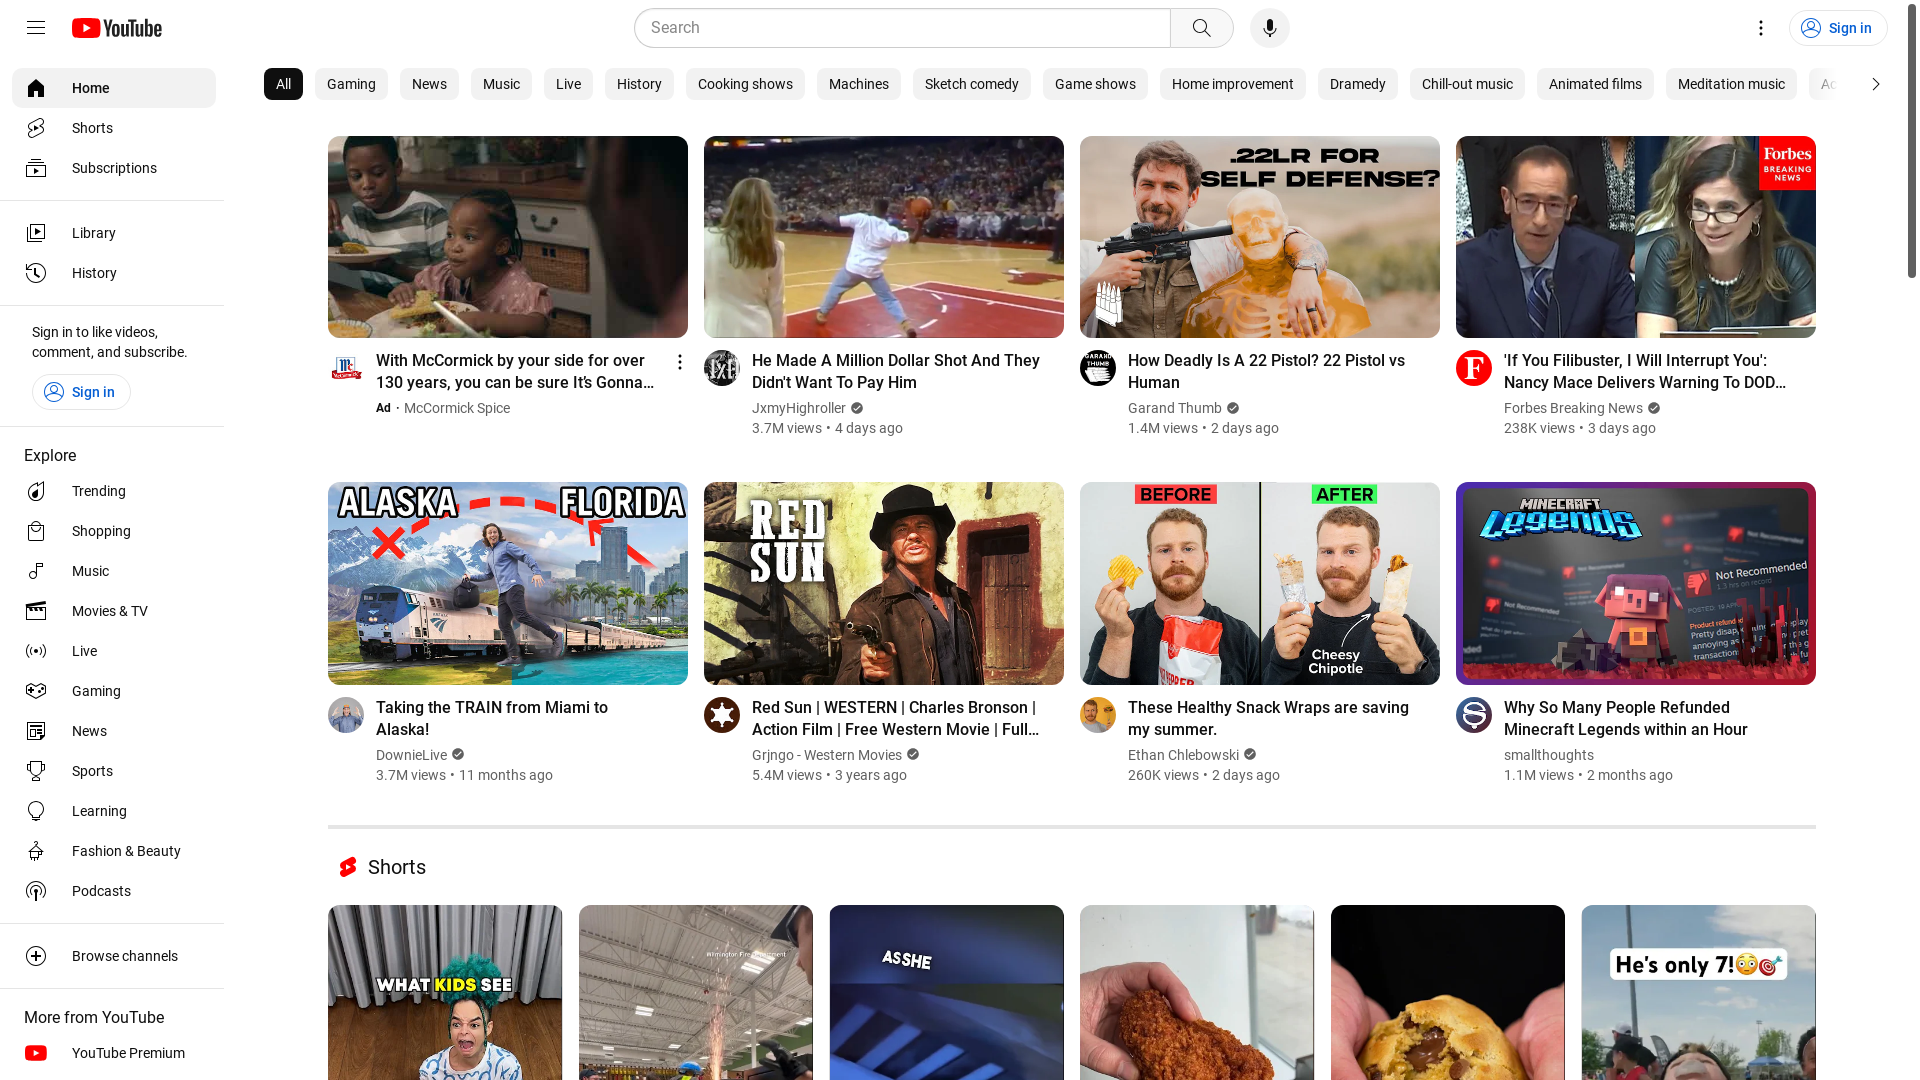 YouTube
Search
Sign in
Home
Shorts
Subscriptions
Library
History
Sign in to like videos,
comment, and subscribe.
Sign in
Explore
Trending
Shopping
Music
Movies & TV
Live
Gaming
News
Sports
Learning
Fashion & Beauty
Podcasts
Browse channels
More from YouTube
YouTube Premium
All
Gaming
News
Music
Live
History
Cooking shows
Machines
Sketch comedy
Game shows
Home improvement
Dramedy
Chill-out music
Animated films
Meditation music
.22LR FOR
SELF DEFENSE?
Forbes
BREAKING
NEWS
With McCormick by your side for over
130 years, you can be sure It's Gonna...
Ad · McCormick Spice
He Made A Million Dollar Shot And They
Didn't Want To Pay Him
JxmyHighroller
3.7M views • 4 days ago
GARAND
THUMB
How Deadly Is A 22 Pistol? 22 Pistol vs
Human
Garand Thumb
1.4M views • 2 days ago
F
'If You Filibuster, I Will Interrupt You':
Nancy Mace Delivers Warning To DOD...
Forbes Breaking News
238K views • 3 days ago
ALASKA
FLORIDA
RED
SUN
BEFORE
AFTER
Cheesy
Chipotle
MINECRAFT
Legends
Not Recommended
Not Recommended
Taking the TRAIN from Miami to
Alaska!
DownieLive
3.7M views • 11 months ago
Red Sun | WESTERN | Charles Bronson |
Action Film | Free Western Movie | Full...
Grjngo - Western Movies
5.4M views • 3 years ago
These Healthy Snack Wraps are saving
my summer.
Ethan Chlebowski
260K views • 2 days ago
Why So Many People Refunded
Minecraft Legends within an Hour
smallthoughts
1.1M views • 2 months ago
Shorts
WHAT KIDS SEE
Wilmington Fire Department
ASSHE
He's only 7!